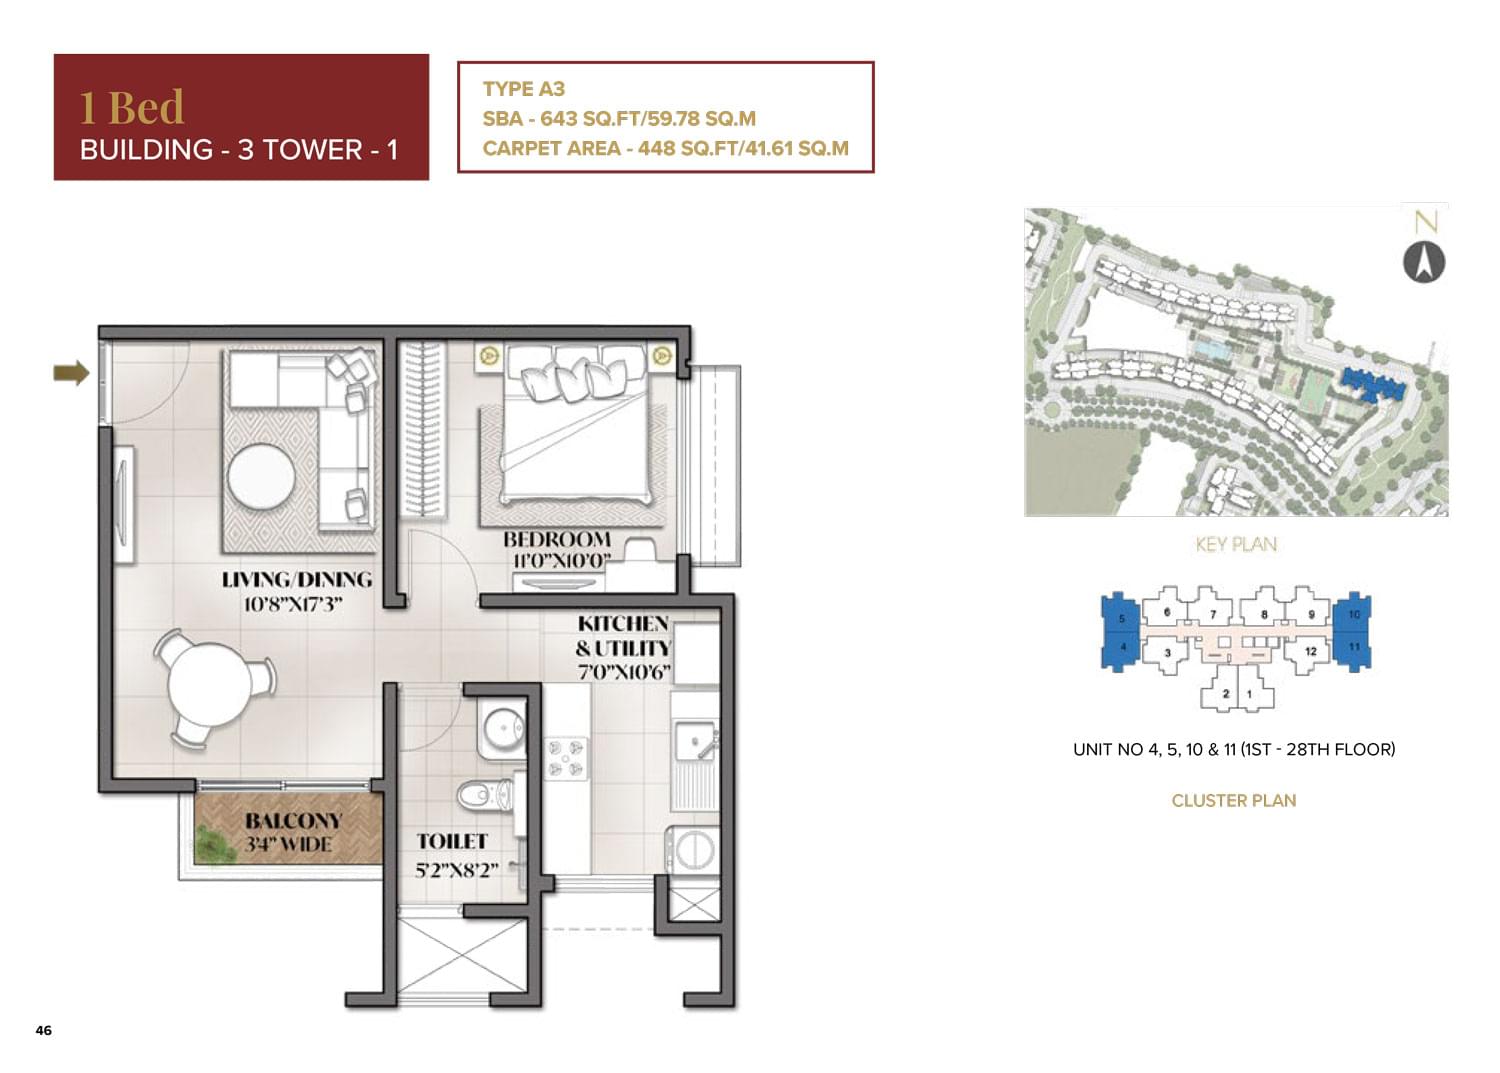 1 Bed
BUILDING - 3 TOWER - 1
TYPE A3
SBA - 643 SQ.FT/59.78 SQ.M
CARPET AREA - 448 SQ.FT/41.61 SQ.M
N
KEY PLAN
BEDROOM
11'0"X10'0"
LIVING/DINING
10'8"X17'3"
KITCHEN
& UTILITY
7'0"X10'6"
BALCONY
3'4" WIDE
TOILET
5'2"X8'2"
5
6
7
8
9
10
4
3
12
11
2
1
UNIT NO 4, 5, 10 & 11 (1ST - 28TH FLOOR)
CLUSTER PLAN
46